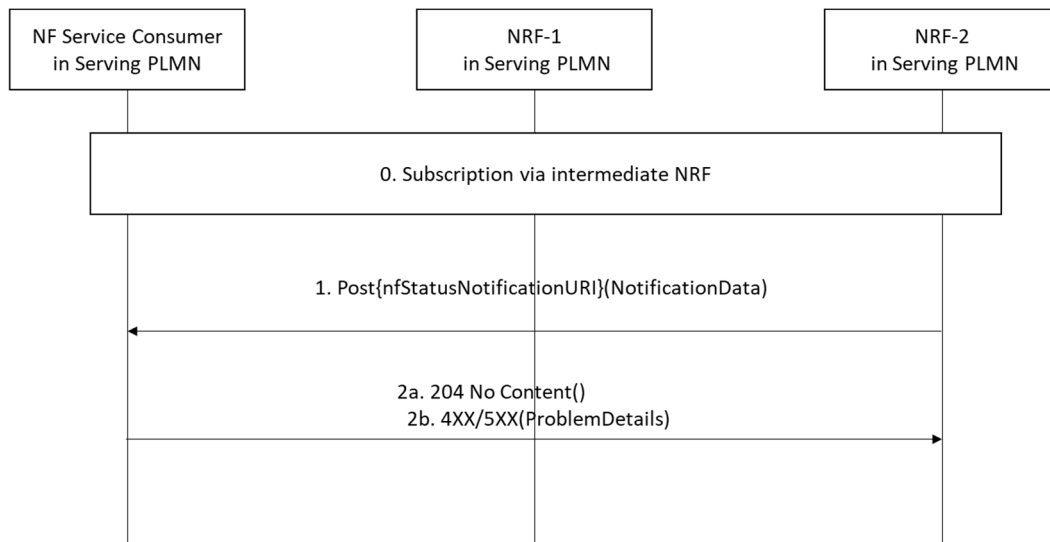 NF Service Consumer
in Serving PLMN
NRF-1
in Serving PLMN
NRF-2
in Serving PLMN
0. Subscription via intermediate NRF
1. Post{nfStatusNotificationURI}(NotificationData)
2a. 204 No Content()
2b. 4XX/5XX(ProblemDetails)